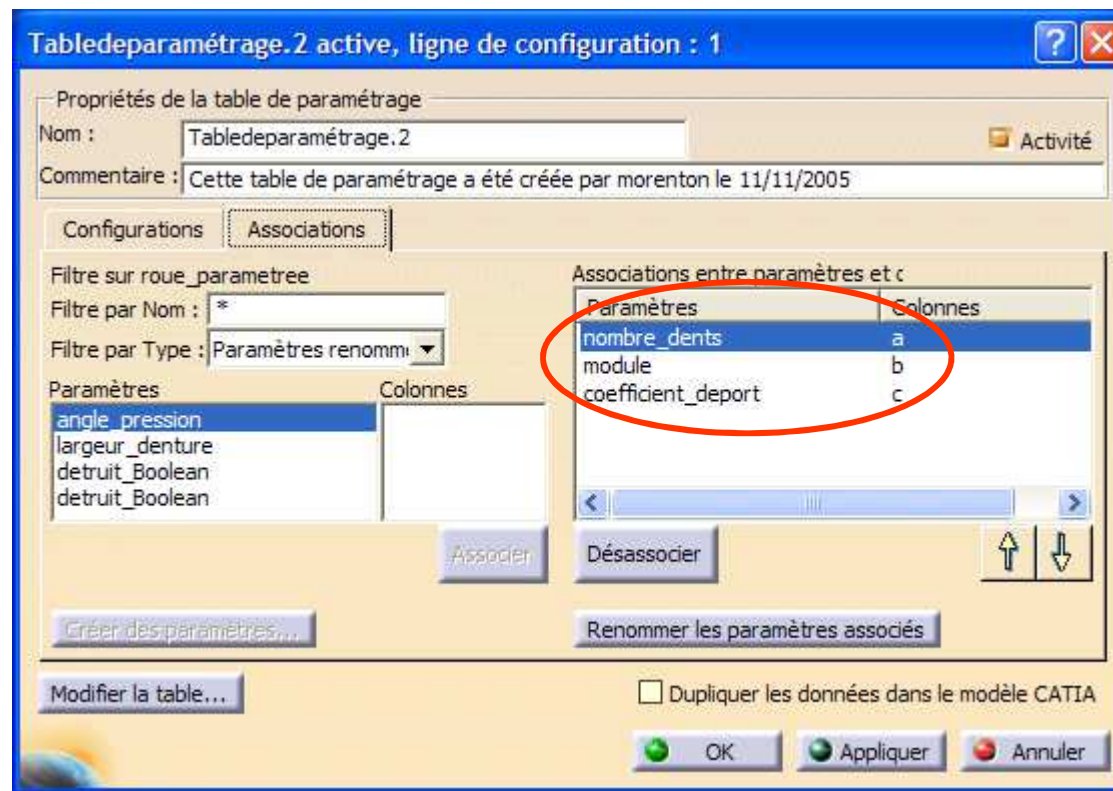 Tabledeparamétrage.2 active, ligne de configuration : 1
Propriétés de la table de paramétrage
Nom : Tabledeparamétrage.2
Activité
Commentaire : Cette table de paramétrage a été créée par morenton le 11/11/2005
Configurations Associations
Filtre sur roue_parametree
Filtre par Nom : *
Filtre par Type : Paramètres renommé
Paramètres Colonnes
angle_pression
largeur_denture
detruit_Boolean
detruit_Boolean
Associer
Créer des paramètres...
Associations entre paramètres et c
Paramètres Colonnes
nombre_dents a
module b
coefficient_deport c
Désassocier
Renommer les paramètres associés
Modifier la table...
Dupliquer les données dans le modèle CATIA
OK Appliquer Annuler